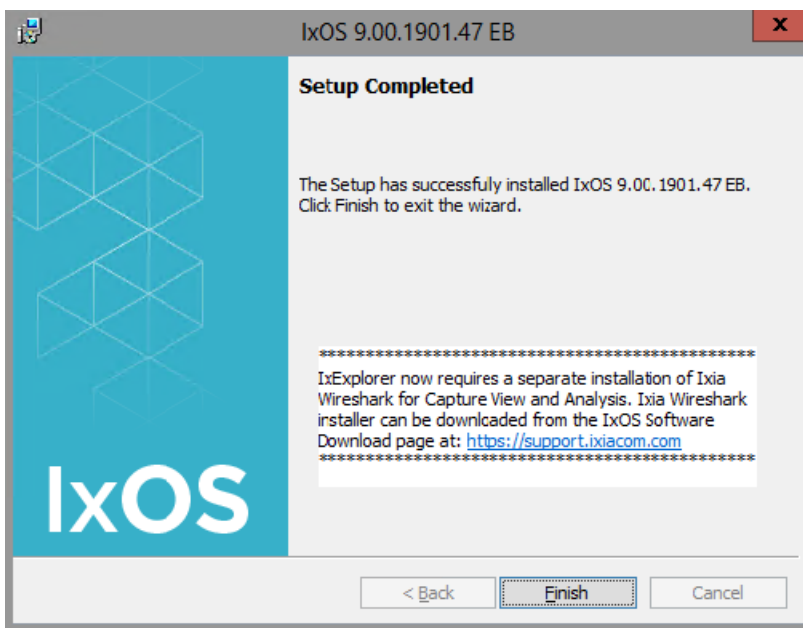 IxOS 9.00.1901.47 EB
x
Setup Completed
The Setup has successfuly installed IxOS 9.00.1901.47 EB.
Click Finish to exit the wizard.
***********************************************
IxExplorer now requires a separate installation of Ixia
Wireshark for Capture View and Analysis. Ixia Wireshark
installer can be downloaded from the IxOS Software
Download page at: https://support.ixiacom.com
***********************************************
IxOS
< Back
Finish
Cancel